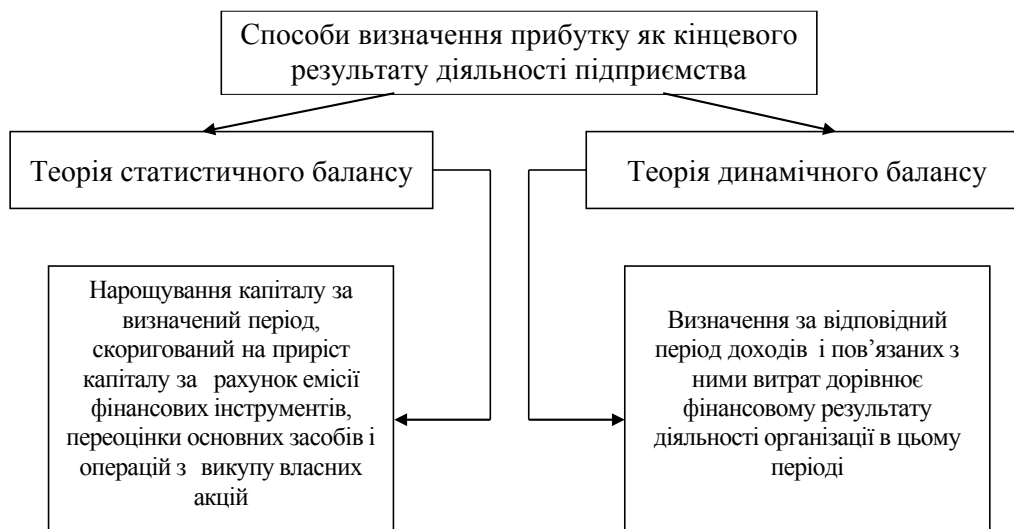 Способи визначення прибутку як кінцевого
результату діяльності підприємства
Теорія статистичного балансу
Теорія динамічного балансу
Нарощування капіталу за
визначений період,
скоригований на приріст
капіталу за рахунок емісії
фінансових інструментів,
переоцінки основних засобів і
операцій з викупу власних
акцій
Визначення за відповідний
період доходів і пов’язаних з
ними витрат дорівнює
фінансовому результату
діяльності організації в цьому
періоді